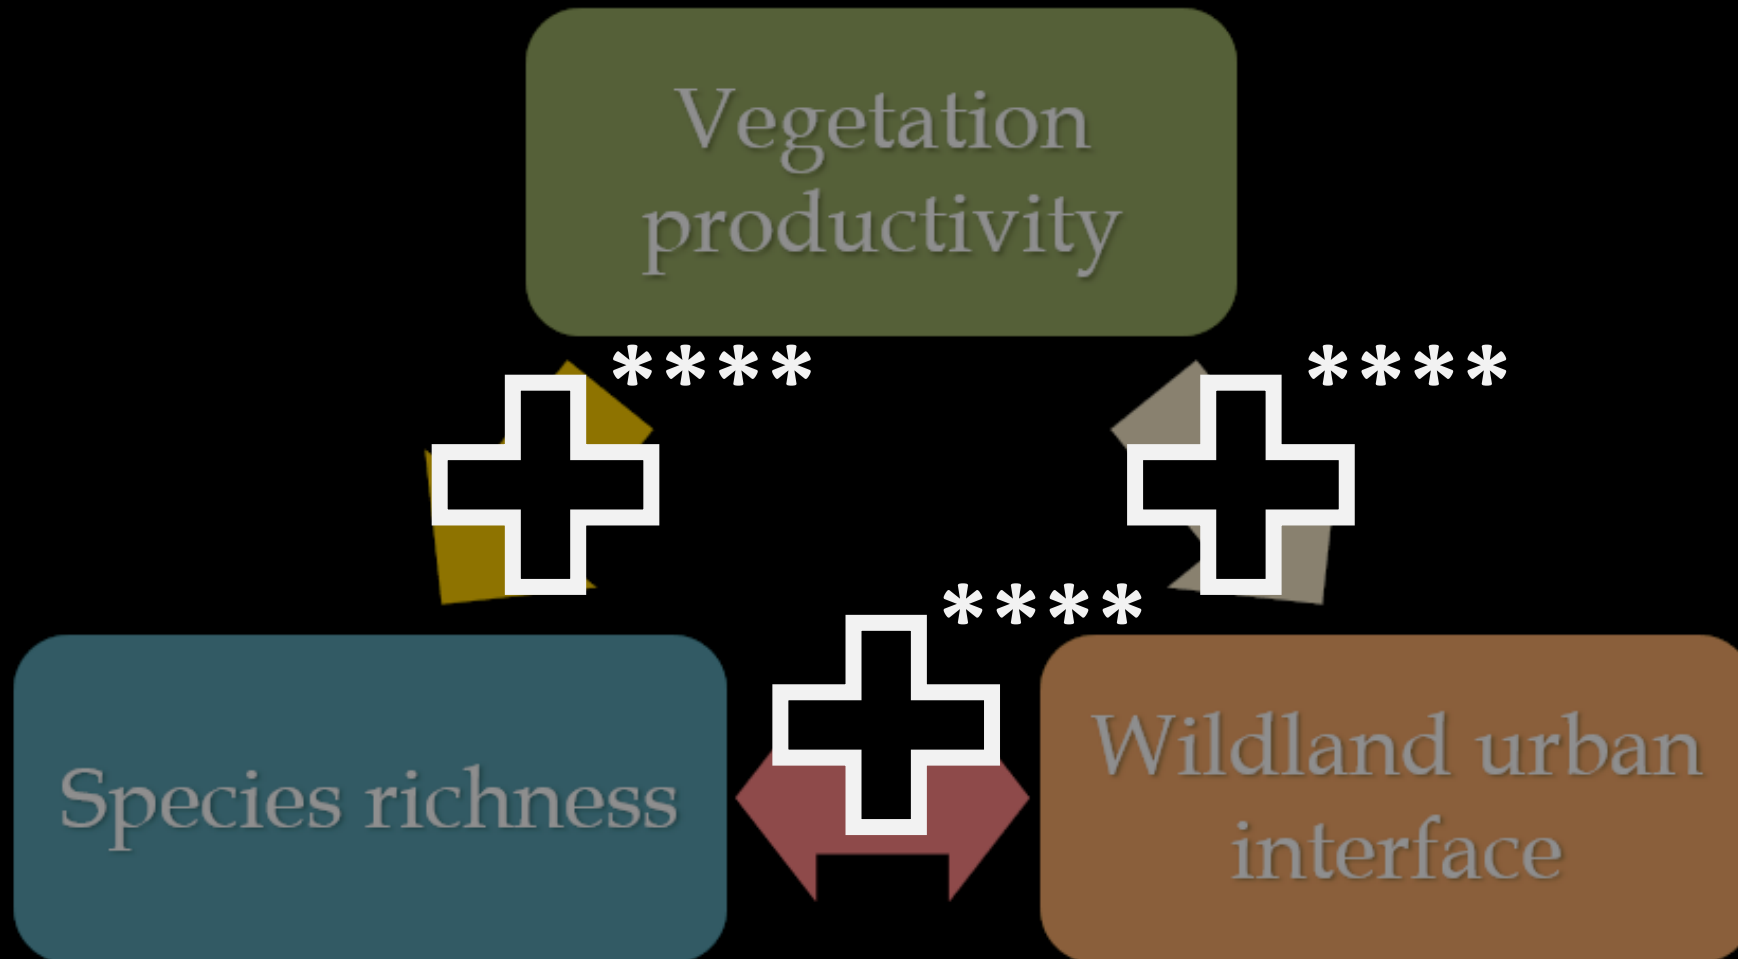 Vegetation
productivity
****
****
****
Species richness
Wildland urban
interface